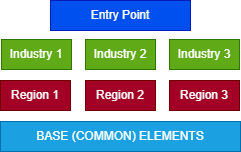 Entry Point
Industry 1 Industry 2 Industry 3
Region 1 Region 2 Region 3
BASE (COMMON) ELEMENTS